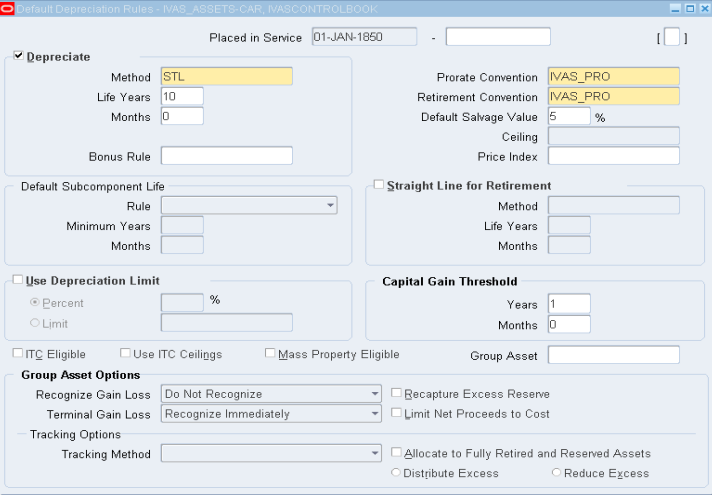 Default Depreciation Rules - IVAS_ASSETS-CAR, IVASCONTROLBOOK
Placed in Service 01-JAN-1850 - [ ]
Depreciate
Method STL
Life Years 10
Months 0
Bonus Rule
Prorate Convention IVAS_PRO
Retirement Convention IVAS_PRO
Default Salvage Value 5 %
Ceiling
Price Index
Default Subcomponent Life
Rule
Minimum Years
Months
Straight Line for Retirement
Method
Life Years
Months
Use Depreciation Limit
Percent %
Limit
Capital Gain Threshold
Years 1
Months 0
ITC Eligible Use ITC Ceilings Mass Property Eligible Group Asset
Group Asset Options
Recognize Gain Loss Do Not Recognize Recapture Excess Reserve
Terminal Gain Loss Recognize Immediately Limit Net Proceeds to Cost
Tracking Options
Tracking Method Allocate to Fully Retired and Reserved Assets
Distribute Excess Reduce Excess